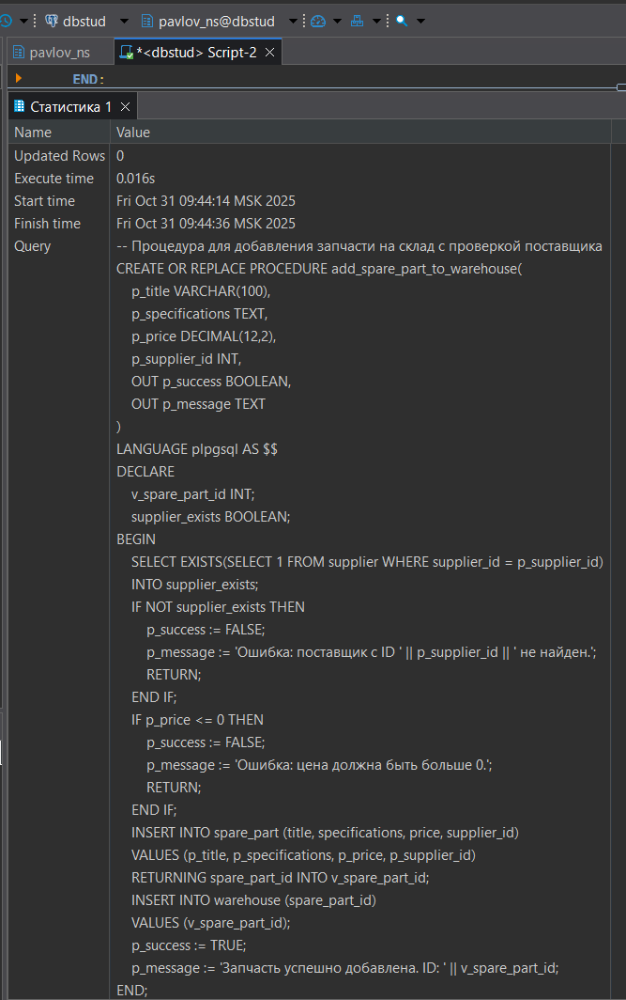 dbstud pavlov_ns@dbstud
pavlov_ns *<dbstud> Script-2
END;
Статистика 1
Name Value
Updated Rows 0
Execute time 0.016s
Start time Fri Oct 31 09:44:14 MSK 2025
Finish time Fri Oct 31 09:44:36 MSK 2025
Query -- Процедура для добавления запчасти на склад с проверкой поставщика
CREATE OR REPLACE PROCEDURE add_spare_part_to_warehouse(
p_title VARCHAR(100),
p_specifications TEXT,
p_price DECIMAL(12,2),
p_supplier_id INT,
OUT p_success BOOLEAN,
OUT p_message TEXT
)
LANGUAGE plpgsql AS $$
DECLARE
v_spare_part_id INT;
supplier_exists BOOLEAN;
BEGIN
SELECT EXISTS(SELECT 1 FROM supplier WHERE supplier_id = p_supplier_id)
INTO supplier_exists;
IF NOT supplier_exists THEN
p_success := FALSE;
p_message := 'Ошибка: поставщик с ID ' || p_supplier_id || ' не найден.';
RETURN;
END IF;
IF p_price <= 0 THEN
p_success := FALSE;
p_message := 'Ошибка: цена должна быть больше 0.';
RETURN;
END IF;
INSERT INTO spare_part (title, specifications, price, supplier_id)
VALUES (p_title, p_specifications, p_price, p_supplier_id)
RETURNING spare_part_id INTO v_spare_part_id;
INSERT INTO warehouse (spare_part_id)
VALUES (v_spare_part_id);
p_success := TRUE;
p_message := 'Запчасть успешно добавлена. ID: ' || v_spare_part_id;
END;